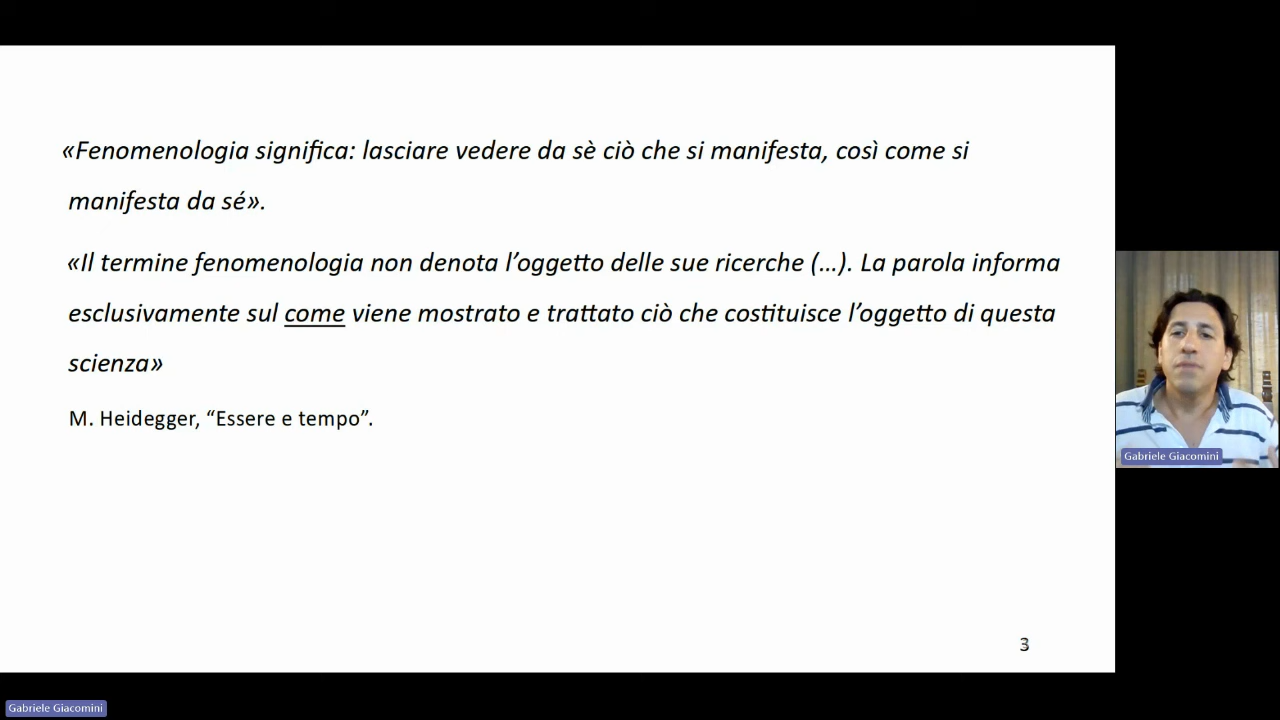 «Fenomenologia significa: lasciare vedere da sè ciò che si manifesta, così come si
manifesta da sé».
«Il termine fenomenologia non denota l’oggetto delle sue ricerche (…). La parola informa
esclusivamente sul come viene mostrato e trattato ciò che costituisce l’oggetto di questa
scienza»
M. Heidegger, “Essere e tempo”.
3
Gabriele Giacomini
Gabriele Giacomini